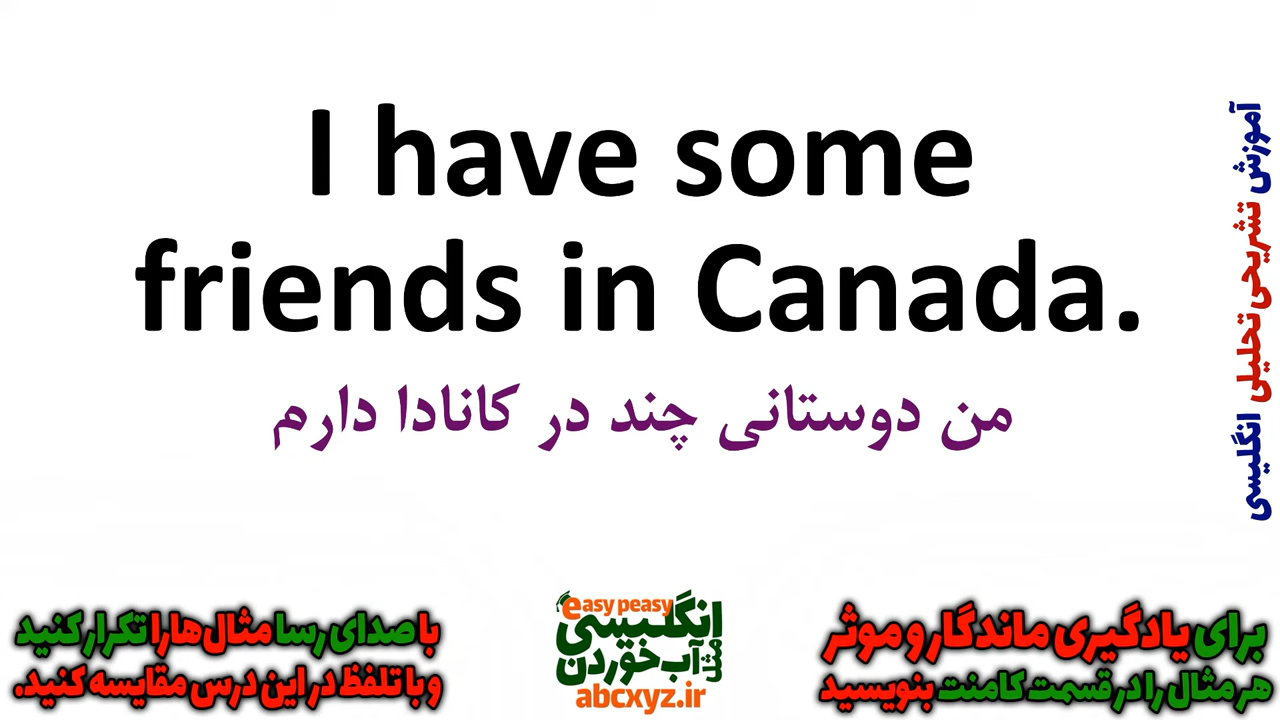 I have some
friends in Canada.
من دوستانی چند در کانادا دارم
آموزش تشریحی تحلیلی انگلیسی
برای یادگیری ماندگار و موثر
هر مثال را در قسمت کامنت بنویسید
easy peasy
انگلیسی
مثل آب خوردن
abcxyz.ir
با صدای رسا مثال‌ها را تکرار کنید
و با تلفظ در این درس مقایسه کنید.